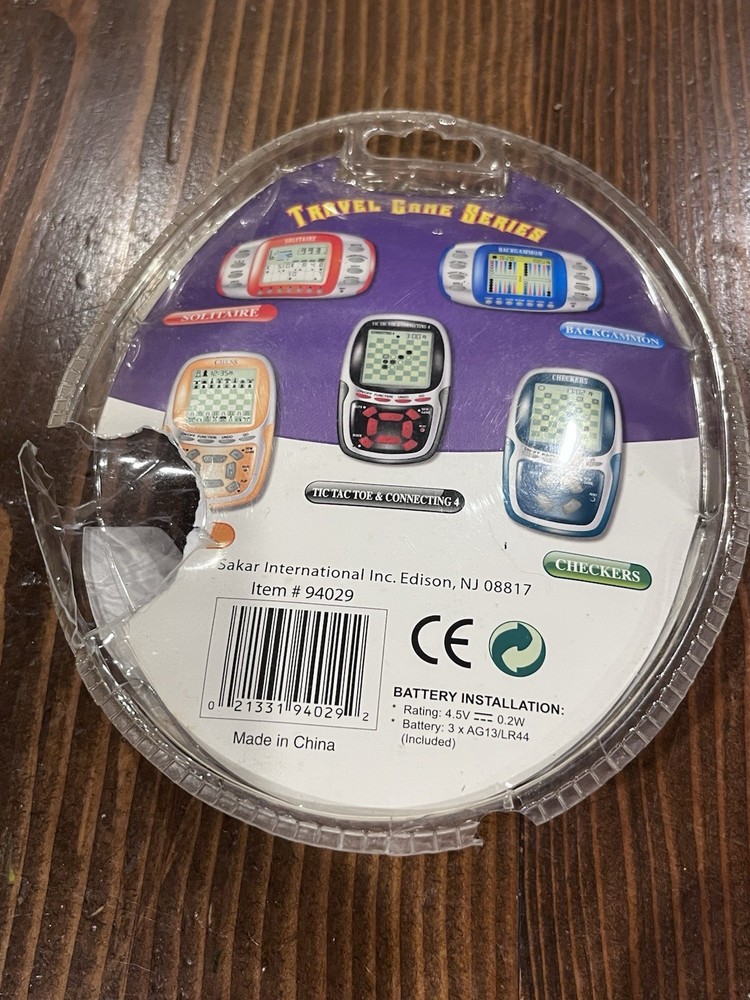 TRAVEL GAME SERIES
SOLITAIRE
BACKGAMMON
SOLITAIRE
BACKGAMMON
TIC TAC TOE & CONNECTING 4
CHESS
12:35
CHECKERS
TIC TAC TOE & CONNECTING 4
CHECKERS
Sakar International Inc. Edison, NJ 08817
Item # 94029
0 21331 94029 2
Made in China
CE
BATTERY INSTALLATION:
* Rating: 4.5V 0.2W
* Battery: 3 x AG13/LR44
(Included)